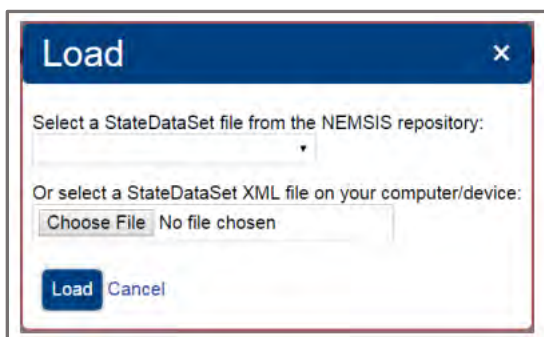 Load ×
Select a StateDataSet file from the NEMSIS repository:
Or select a StateDataSet XML file on your computer/device:
Choose File No file chosen
Load Cancel